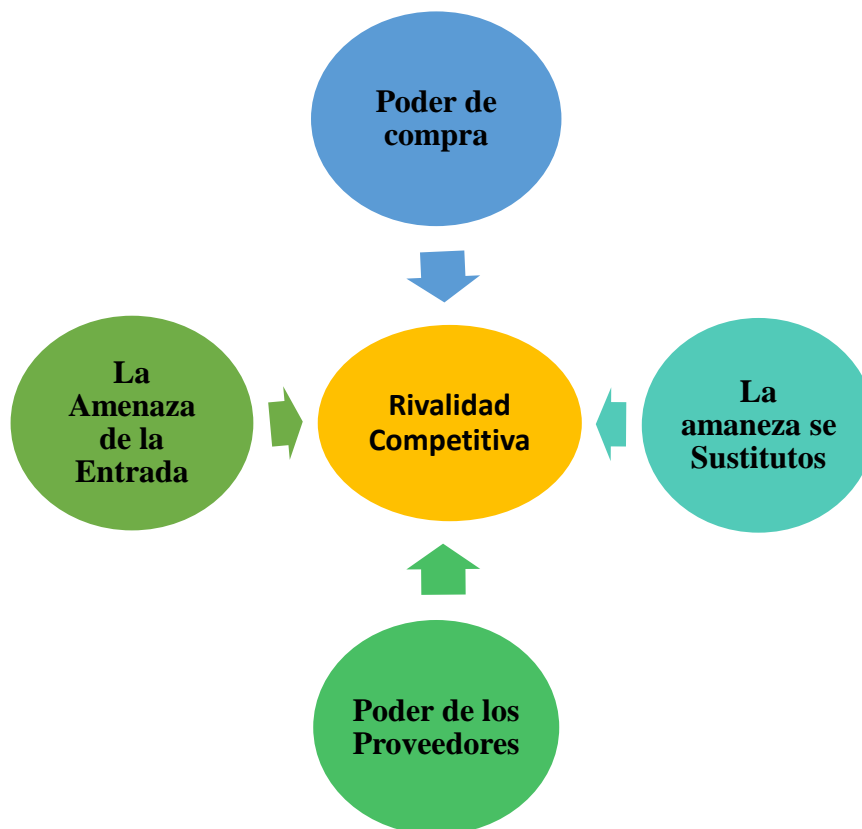 Poder de
compra
La
Amenaza
de la
Entrada
Rivalidad
Competitiva
La
amaneza se
Sustitutos
Poder de los
Proveedores